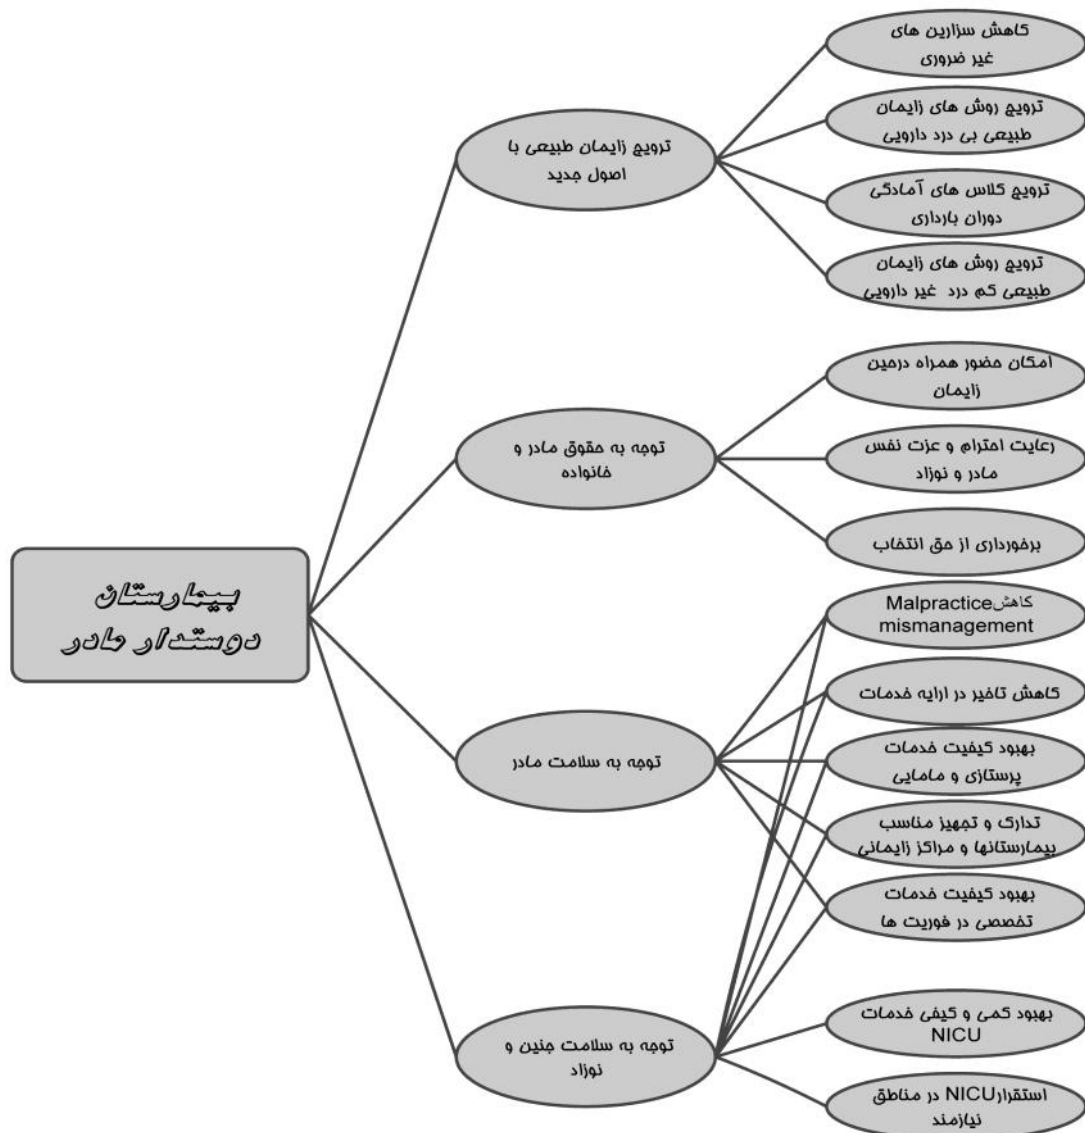 بیمارستان
دوستدار مادر
ترویج زایمان طبیعی با
اصول جدید
کاهش سزارین های
غیر ضروری
ترویج روش های زایمان
طبیعی بی درد دارویی
ترویج کلاس های آمادگی
دوران بارداری
ترویج روش های زایمان
طبیعی کم درد غیر دارویی
توجه به حقوق مادر و
خانواده
امکان حضور همراه درحین
زایمان
رعایت احترام و عزت نفس
مادر و نوزاد
برخورداری از حق انتخاب
توجه به سلامت مادر
کاهشMalpractice
mismanagement
کاهش تاخیر در ارایه خدمات
بهبود کیفیت خدمات
پرستازی و مامایی
تدارک و تجهیز مناسب
بیمارستانها و مراکز زایمانی
بهبود کیفیت خدمات
تخصصی در فوریت ها
توجه به سلامت جنین و
نوزاد
بهبود کمی و کیفی خدمات
NICU
استقرارNICU در مناطق
نیازمند